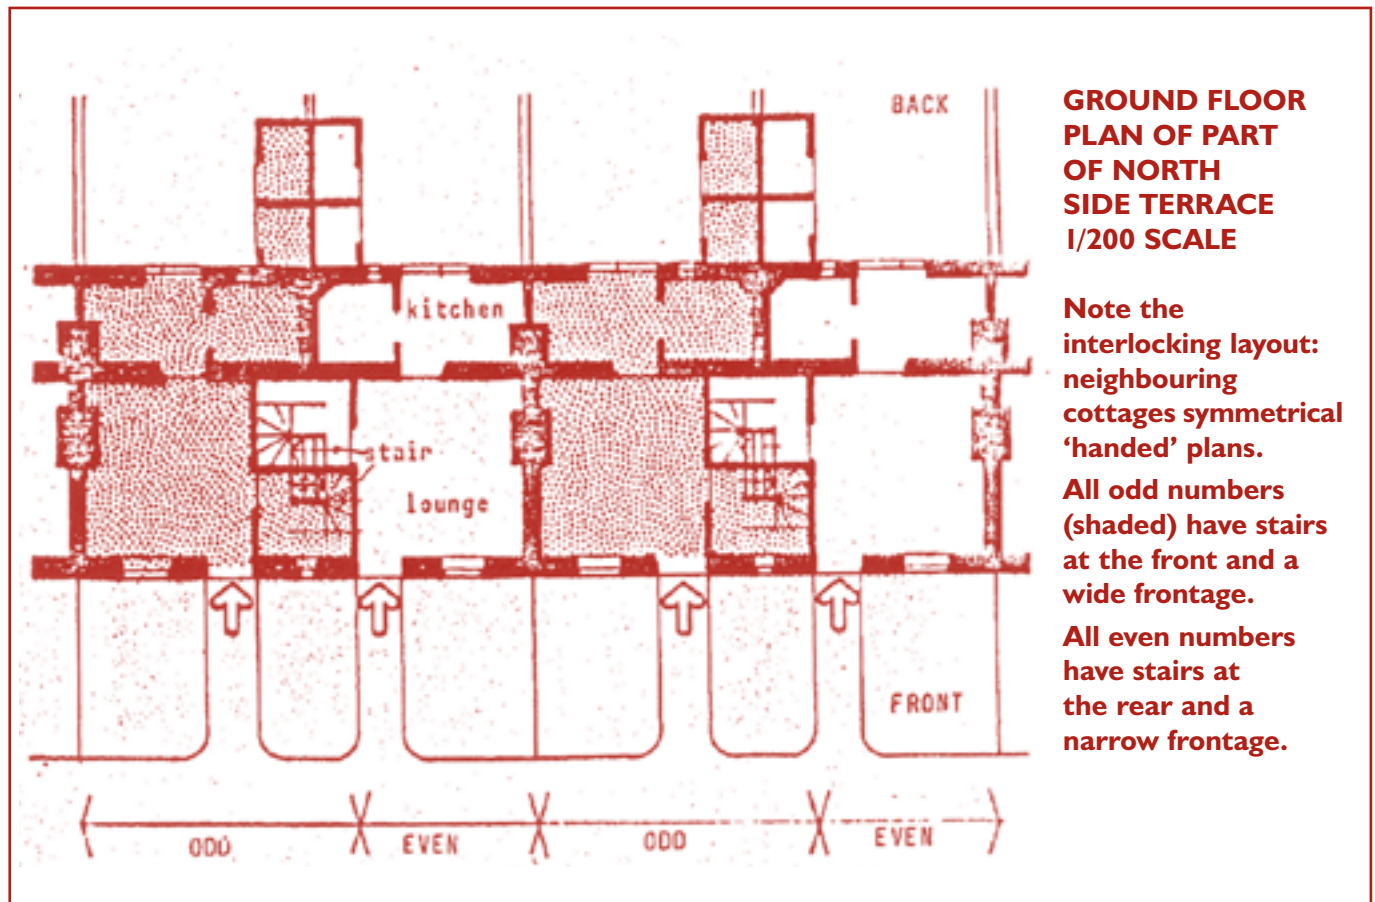 BACK
kitchen
stair
lounge
FRONT
ODD
EVEN
ODD
EVEN
GROUND FLOOR
PLAN OF PART
OF NORTH
SIDE TERRACE
1/200 SCALE
Note the
interlocking layout:
neighbouring
cottages symmetrical
‘handed’ plans.
All odd numbers
(shaded) have stairs
at the front and a
wide frontage.
All even numbers
have stairs at
the rear and a
narrow frontage.